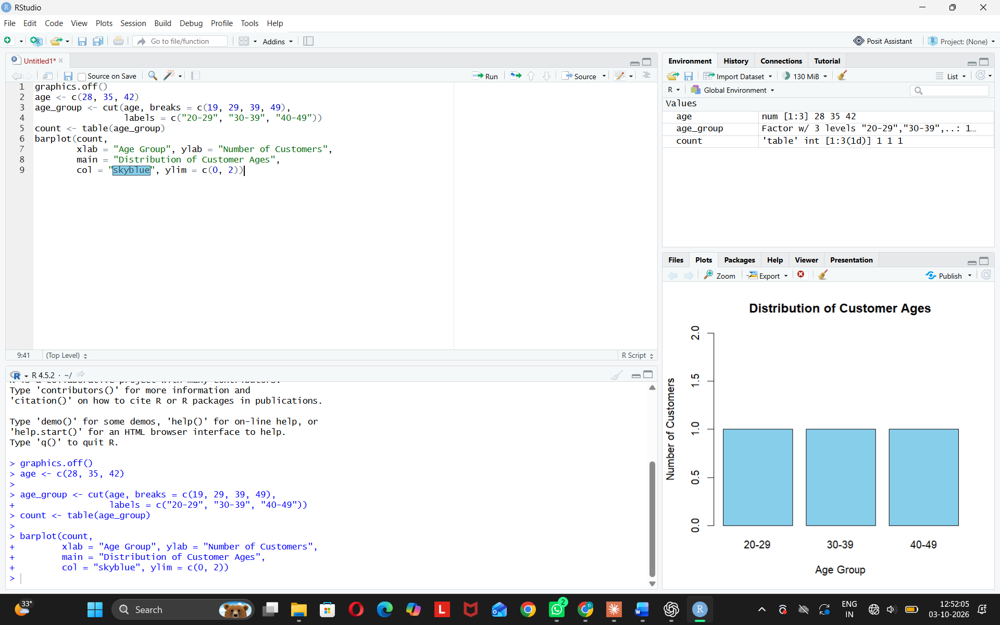 RStudio
File Edit Code View Plots Session Build Debug Profile Tools Help
Go to file/function Addins Posit Assistant Project: (None)
Untitled1*
Source on Save Run Source
1 graphics.off()
2 age <- c(28, 35, 42)
3 age_group <- cut(age, breaks = c(19, 29, 39, 49),
4 labels = c("20-29", "30-39", "40-49"))
5 count <- table(age_group)
6 barplot(count,
7 xlab = "Age Group", ylab = "Number of Customers",
8 main = "Distribution of Customer Ages",
9 col = "skyblue", ylim = c(0, 2))
9:41 (Top Level) R Script
R 4.5.2 · ~/
Type 'contributors()' for more information and
'citation()' on how to cite R or R packages in publications.
Type 'demo()' for some demos, 'help()' for on-line help, or
'help.start()' for an HTML browser interface to help.
Type 'q()' to quit R.
> graphics.off()
> age <- c(28, 35, 42)
>
> age_group <- cut(age, breaks = c(19, 29, 39, 49),
+ labels = c("20-29", "30-39", "40-49"))
> count <- table(age_group)
>
> barplot(count,
+ xlab = "Age Group", ylab = "Number of Customers",
+ main = "Distribution of Customer Ages",
+ col = "skyblue", ylim = c(0, 2))
>
Environment History Connections Tutorial
Import Dataset 130 MiB List
R Global Environment
Values
age num [1:3] 28 35 42
age_group Factor w/ 3 levels "20-29","30-39",..: 1…
count 'table' int [1:3(1d)] 1 1 1
Files Plots Packages Help Viewer Presentation
Zoom Export Publish
Distribution of Customer Ages
Number of Customers
2.0
1.5
1.0
0.5
0.0
20-29 30-39 40-49
Age Group
33°
Search
2
ENG
IN
12:52:05
03-10-2026